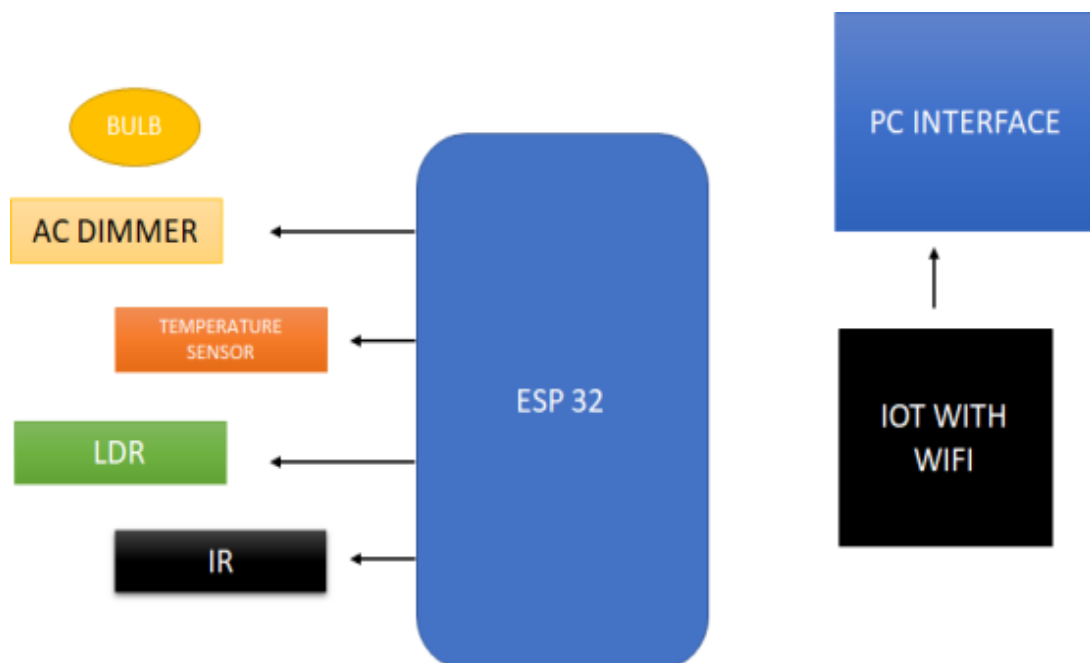 BULB
AC DIMMER
TEMPERATURE
SENSOR
LDR
IR
ESP 32
PC INTERFACE
IOT WITH
WIFI